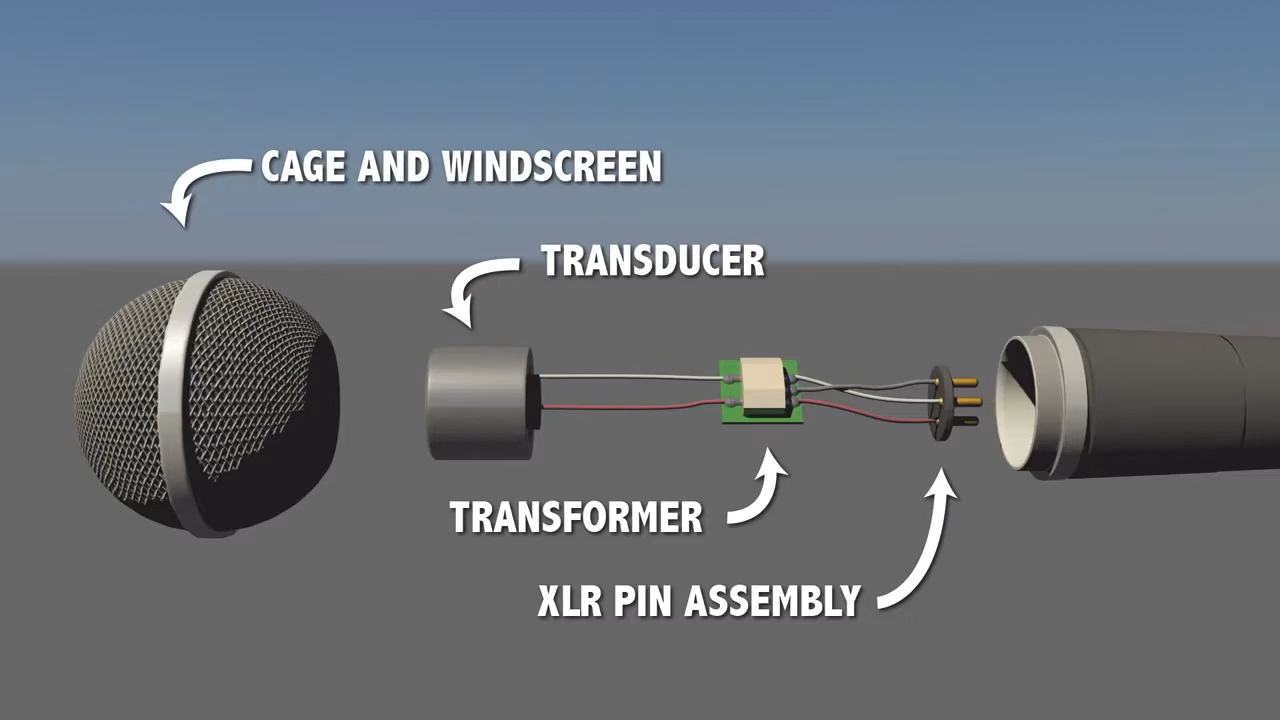 CAGE AND WINDSCREEN
TRANSDUCER
TRANSFORMER
XLR PIN ASSEMBLY